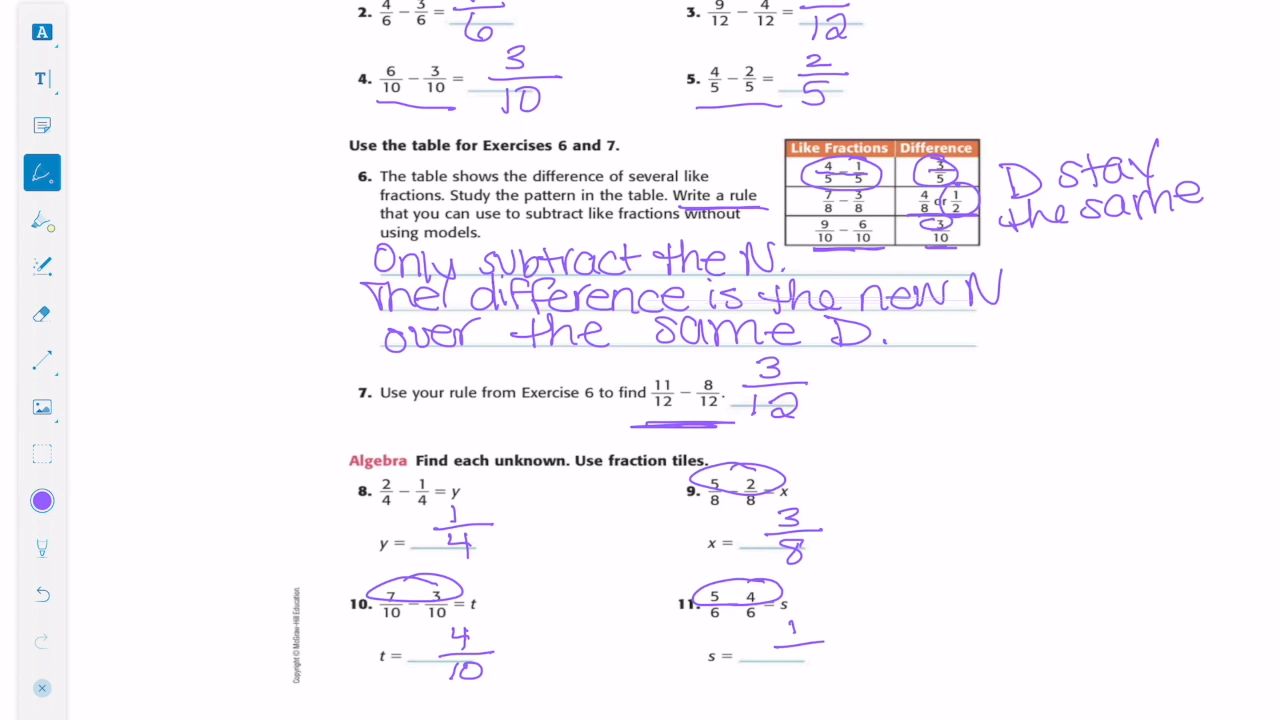 2. 4/6 − 3/6 = /6
3. 9/12 − 4/12 = /12
4. 6/10 − 3/10 = 3/10
5. 4/5 − 2/5 = 2/5
Use the table for Exercises 6 and 7.
6. The table shows the difference of several like
fractions. Study the pattern in the table. Write a rule
that you can use to subtract like fractions without
using models.
Like Fractions Difference
4/5 − 1/5 3/5
7/8 − 3/8 4/8 or 1/2
9/10 − 6/10 3/10
D stay
the same
Only subtract the N.
The difference is the new N
over the same D.
7. Use your rule from Exercise 6 to find 11/12 − 8/12. 3/12
Algebra Find each unknown. Use fraction tiles.
8. 2/4 − 1/4 = y
y = 1/4
9. 5/8 − 2/8 = x
x = 3/8
10. 7/10 − 3/10 = t
t = 4/10
11. 5/6 4/6 = s
s = 1/
Copyright © McGraw-Hill Education
A
T